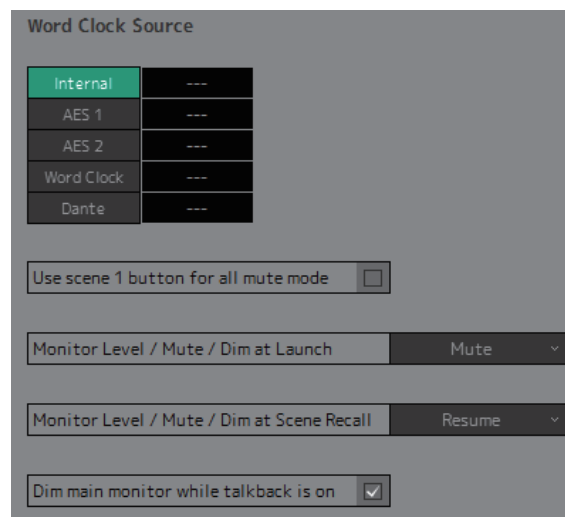 Word Clock Source
Internal ---
AES 1 ---
AES 2 ---
Word Clock ---
Dante ---
Use scene 1 button for all mute mode
Monitor Level / Mute / Dim at Launch Mute
Monitor Level / Mute / Dim at Scene Recall Resume
Dim main monitor while talkback is on